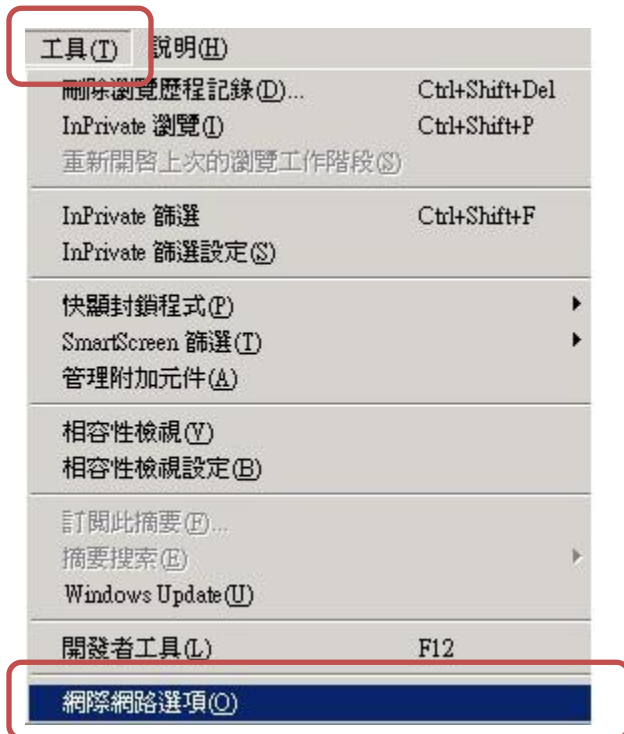 工具(T) 說明(H)
刪除瀏覽歷程記錄(D)... Ctrl+Shift+Del
InPrivate 瀏覽(I) Ctrl+Shift+P
重新開啓上次的瀏覽工作階段(S)
InPrivate 篩選 Ctrl+Shift+F
InPrivate 篩選設定(S)
快顯封鎖程式(P)
SmartScreen 篩選(T)
管理附加元件(A)
相容性檢視(V)
相容性檢視設定(B)
訂閱此摘要(F)...
摘要搜索(E)
Windows Update(U)
開發者工具(L) F12
網際網路選項(O)